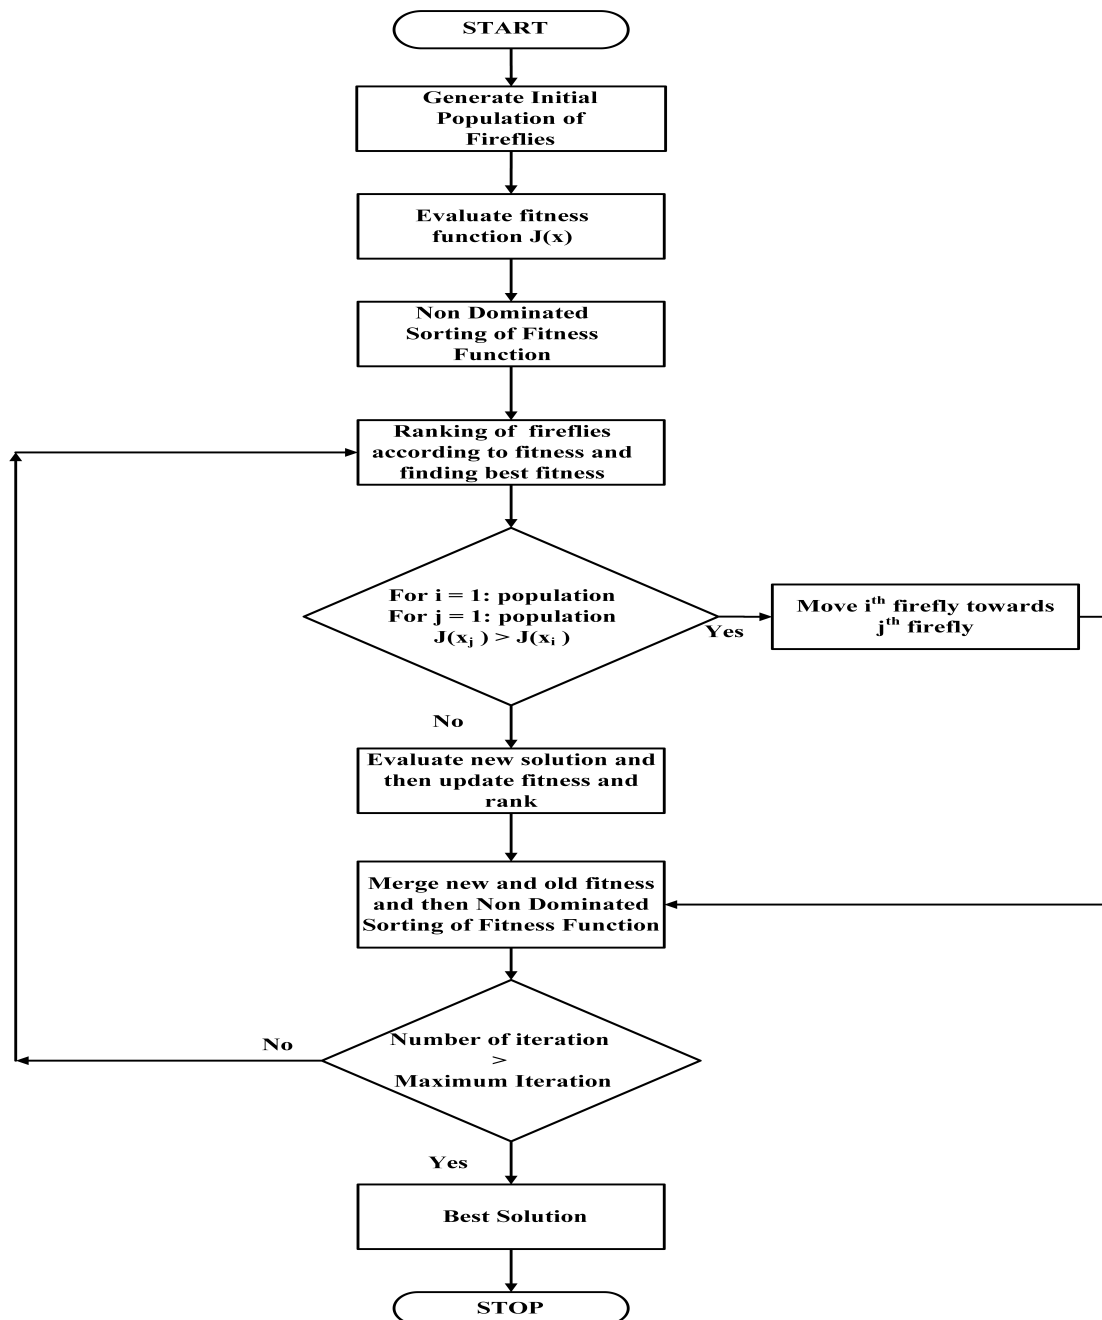 START
Generate Initial
Population of
Fireflies
Evaluate fitness
function J(x)
Non Dominated
Sorting of Fitness
Function
Ranking of fireflies
according to fitness and
finding best fitness
For i = 1: population
For j = 1: population
J(xj ) > J(xi )
Yes
Move ith firefly towards
jth firefly
No
Evaluate new solution and
then update fitness and
rank
Merge new and old fitness
and then Non Dominated
Sorting of Fitness Function
No
Number of iteration
>
Maximum Iteration
Yes
Best Solution
STOP